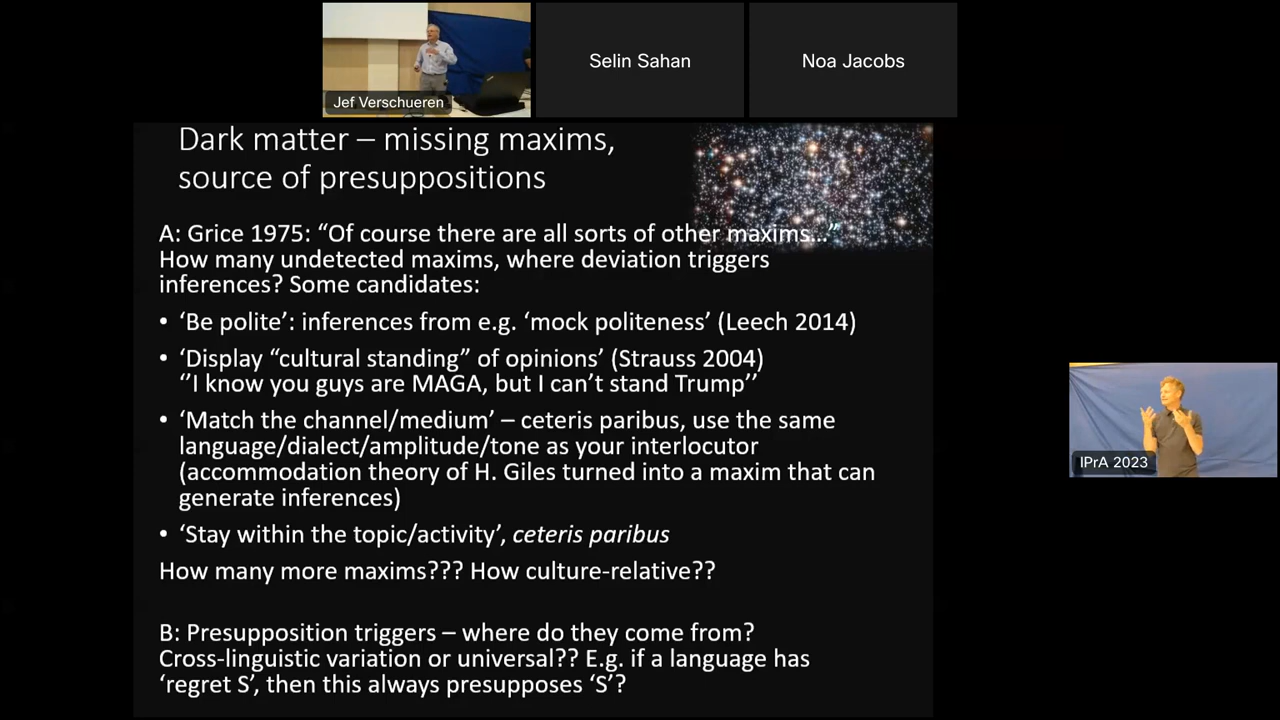 Jef Verschueren
Selin Sahan
Noa Jacobs
Dark matter – missing maxims,
source of presuppositions
A: Grice 1975: “Of course there are all sorts of other maxims…”
How many undetected maxims, where deviation triggers
inferences? Some candidates:
• ‘Be polite’: inferences from e.g. ‘mock politeness’ (Leech 2014)
• ‘Display “cultural standing” of opinions’ (Strauss 2004)
‘’I know you guys are MAGA, but I can’t stand Trump’’
• ‘Match the channel/medium’ – ceteris paribus, use the same
language/dialect/amplitude/tone as your interlocutor
(accommodation theory of H. Giles turned into a maxim that can
generate inferences)
• ‘Stay within the topic/activity’, ceteris paribus
How many more maxims??? How culture-relative??
B: Presupposition triggers – where do they come from?
Cross-linguistic variation or universal?? E.g. if a language has
‘regret S’, then this always presupposes ‘S’?
IPrA 2023